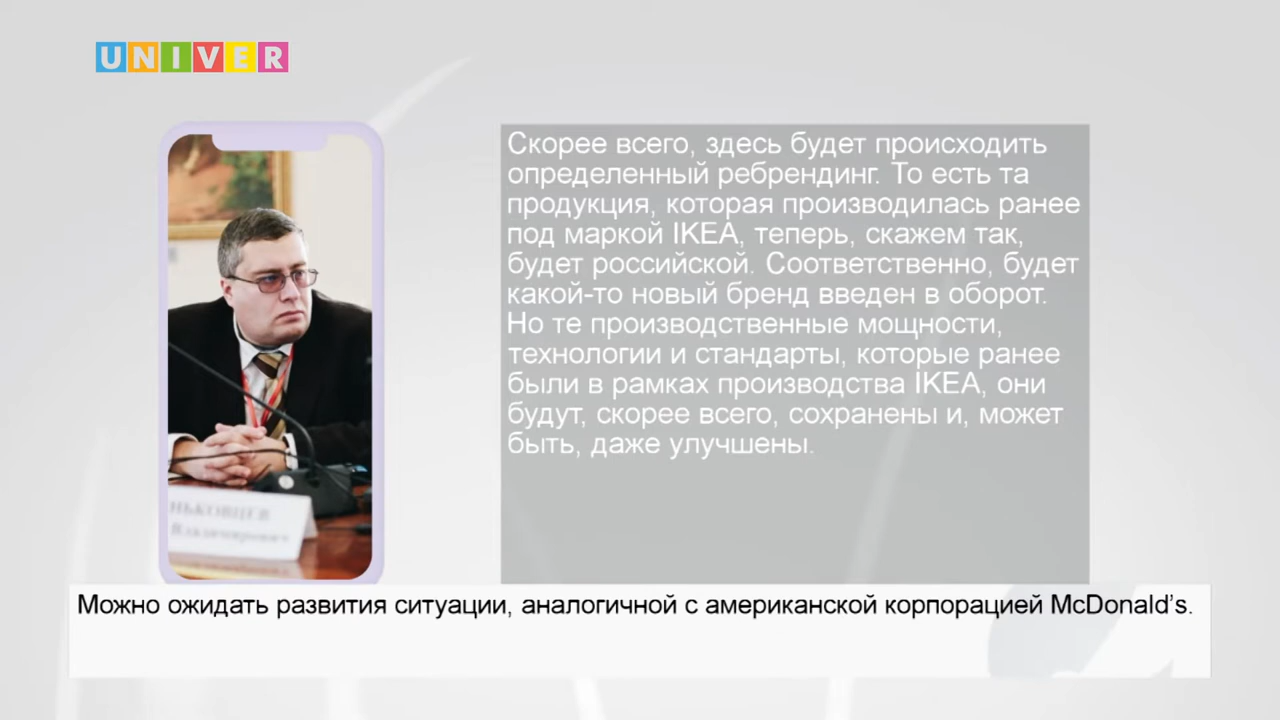 UNIVER
Скорее всего, здесь будет происходить
определенный ребрендинг. То есть та
продукция, которая производилась ранее
под маркой IKEA, теперь, скажем так,
будет российской. Соответственно, будет
какой-то новый бренд введен в оборот.
Но те производственные мощности,
технологии и стандарты, которые ранее
были в рамках производства IKEA, они
будут, скорее всего, сохранены и, может
быть, даже улучшены.
НЬКОВЦЕВ
Владимирович
Можно ожидать развития ситуации, аналогичной с американской корпорацией McDonald's.